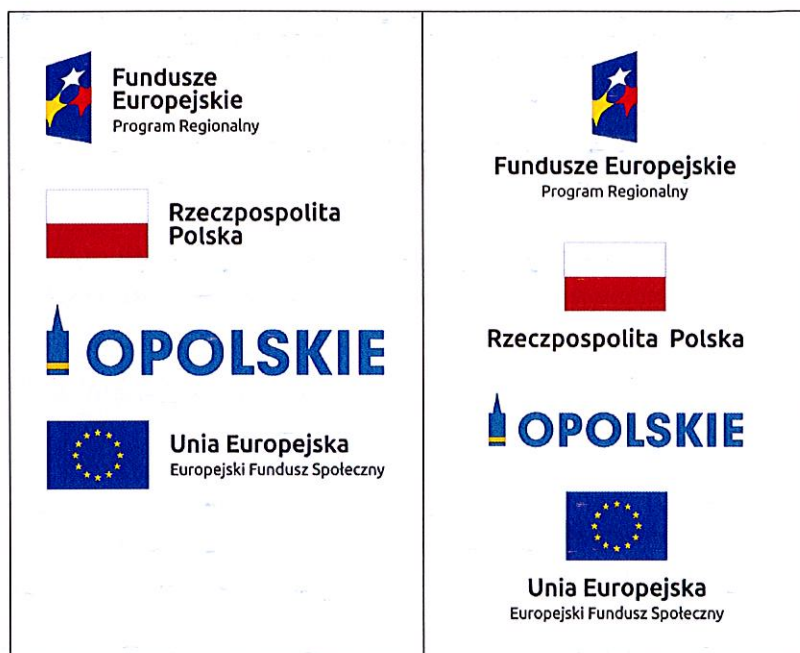 Fundusze
Europejskie
Program Regionalny
Rzeczpospolita
Polska
OPOLSKIE
Unia Europejska
Europejski Fundusz Społeczny
Fundusze Europejskie
Program Regionalny
Rzeczpospolita Polska
OPOLSKIE
Unia Europejska
Europejski Fundusz Społeczny